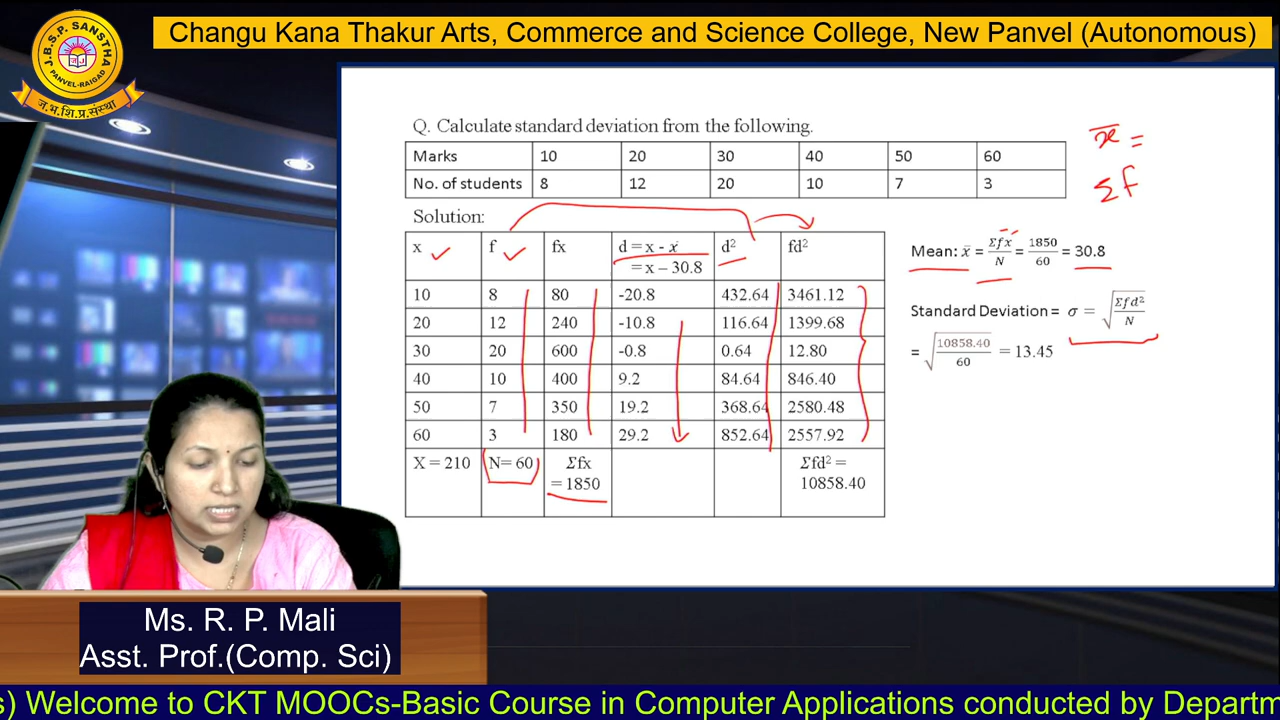 Changu Kana Thakur Arts, Commerce and Science College, New Panvel (Autonomous)
J.B.S.P. SANSTHA
PANVEL-RAIGAD
ज.भ.शि.प्र.संस्था
Q. Calculate standard deviation from the following.
Marks 10 20 30 40 50 60
No. of students 8 12 20 10 7 3
x̄ =
Σf
Solution:
x f fx d = x - x̄ d² fd²
= x – 30.8
10 8 80 -20.8 432.64 3461.12
20 12 240 -10.8 116.64 1399.68
30 20 600 -0.8 0.64 12.80
40 10 400 9.2 84.64 846.40
50 7 350 19.2 368.64 2580.48
60 3 180 29.2 852.64 2557.92
X = 210 N= 60 Σfx Σfd² =
= 1850 10858.40
Mean: x̄ = Σfx/N = 1850/60 = 30.8
Standard Deviation = σ = √(Σfd²/N)
= √(10858.40/60) = 13.45
Ms. R. P. Mali
Asst. Prof.(Comp. Sci)
s) Welcome to CKT MOOCs-Basic Course in Computer Applications conducted by Departm